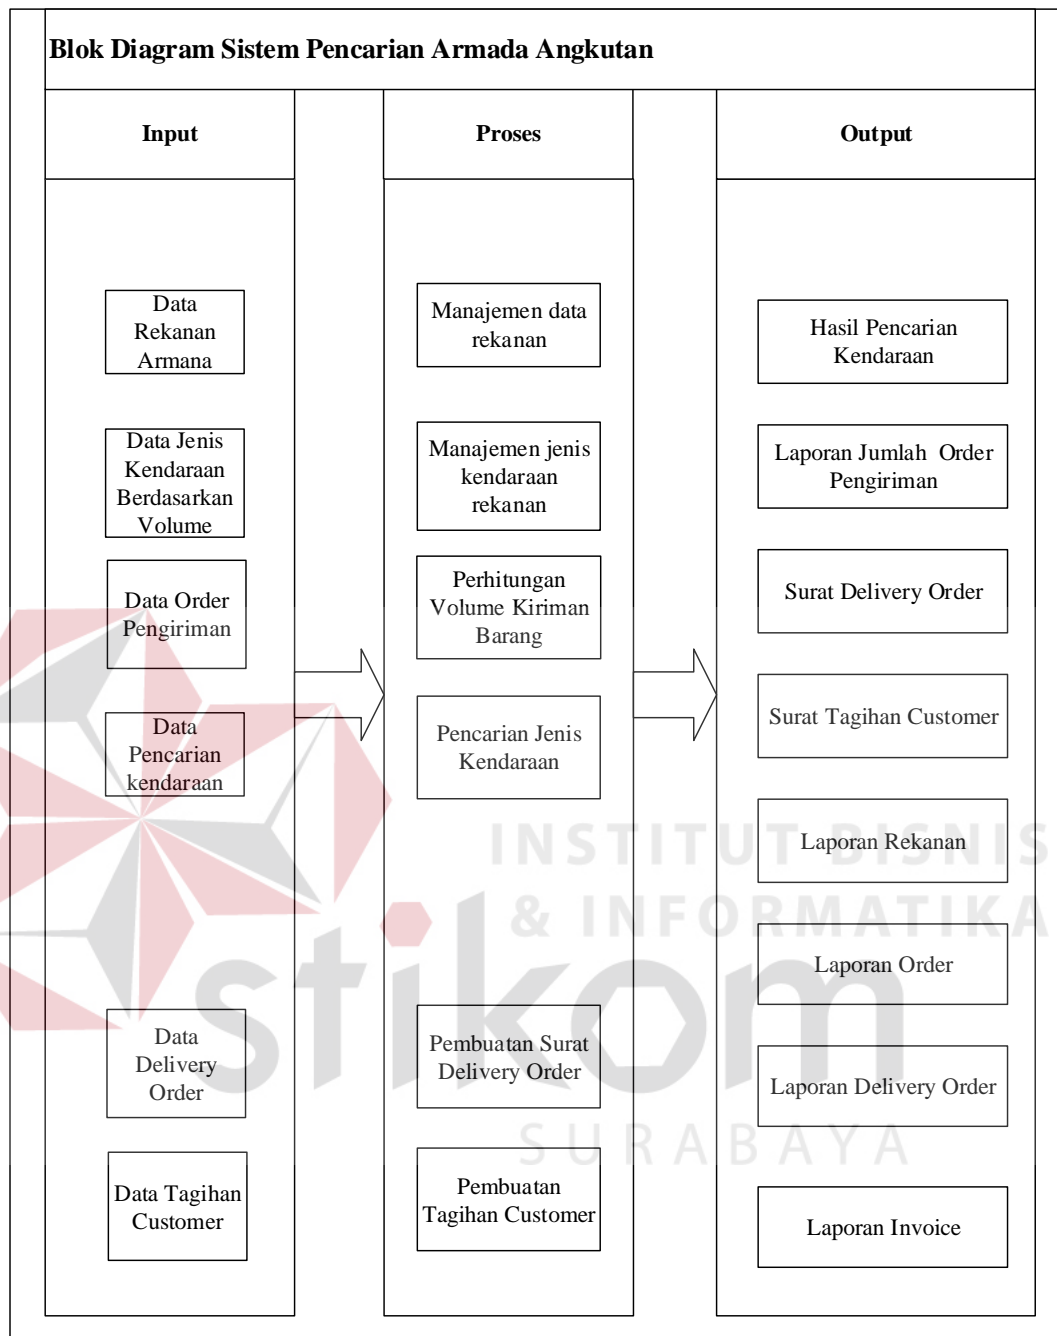 Blok Diagram Sistem Pencarian Armada Angkutan
Input
Proses
Output
Data
Rekanan
Armana
Data Jenis
Kendaraan
Berdasarkan
Volume
Data Order
Pengiriman
Data
Pencarian
kendaraan
Data
Delivery
Order
Data Tagihan
Customer
Manajemen data
rekanan
Manajemen jenis
kendaraan
rekanan
Perhitungan
Volume Kiriman
Barang
Pencarian Jenis
Kendaraan
Pembuatan Surat
Delivery Order
Pembuatan
Tagihan Customer
Hasil Pencarian
Kendaraan
Laporan Jumlah Order
Pengiriman
Surat Delivery Order
Surat Tagihan Customer
Laporan Rekanan
Laporan Order
Laporan Delivery Order
Laporan Invoice
INSTITUT BISNIS
& INFORMATIKA
stikom
SURABAYA